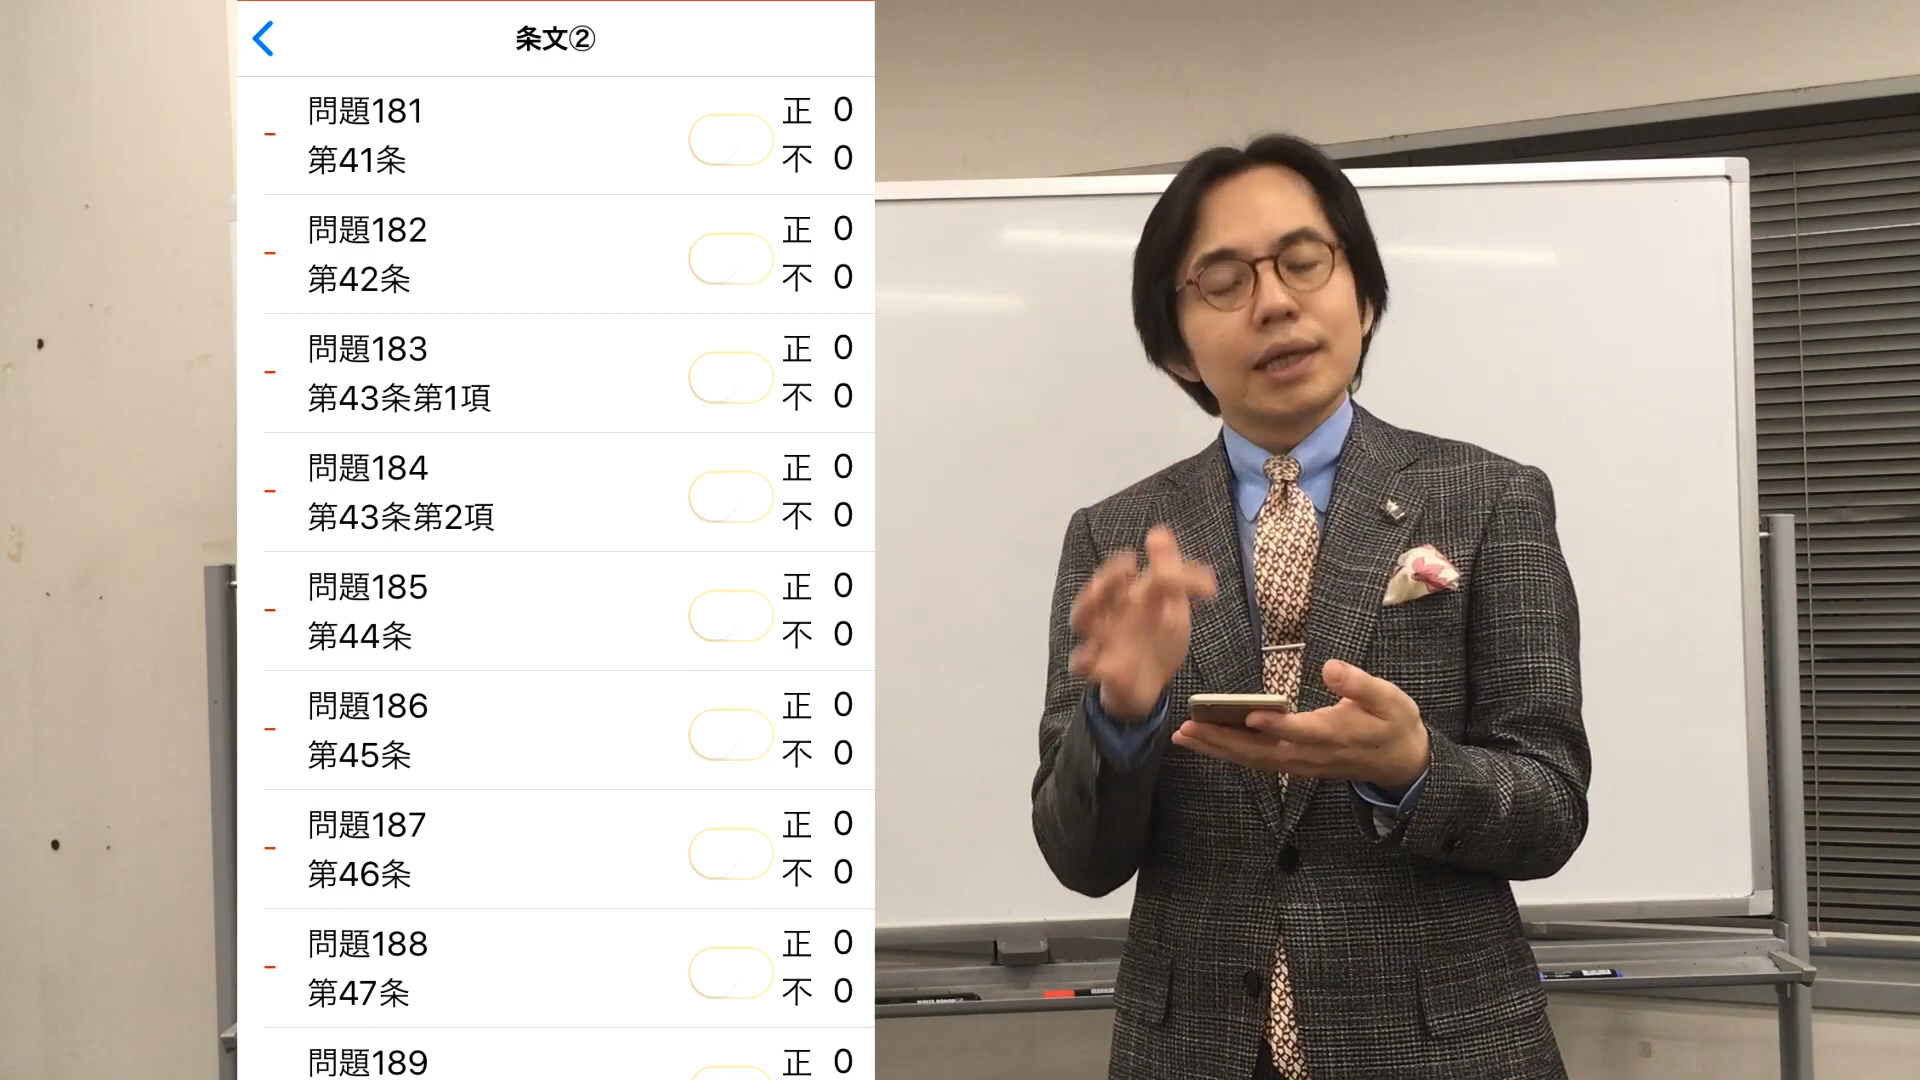 条文②
問題181
第41条
正 0
不 0
問題182
第42条
正 0
不 0
問題183
第43条第1項
正 0
不 0
問題184
第43条第2項
正 0
不 0
問題185
第44条
正 0
不 0
問題186
第45条
正 0
不 0
問題187
第46条
正 0
不 0
問題188
第47条
正 0
不 0
問題189
正 0